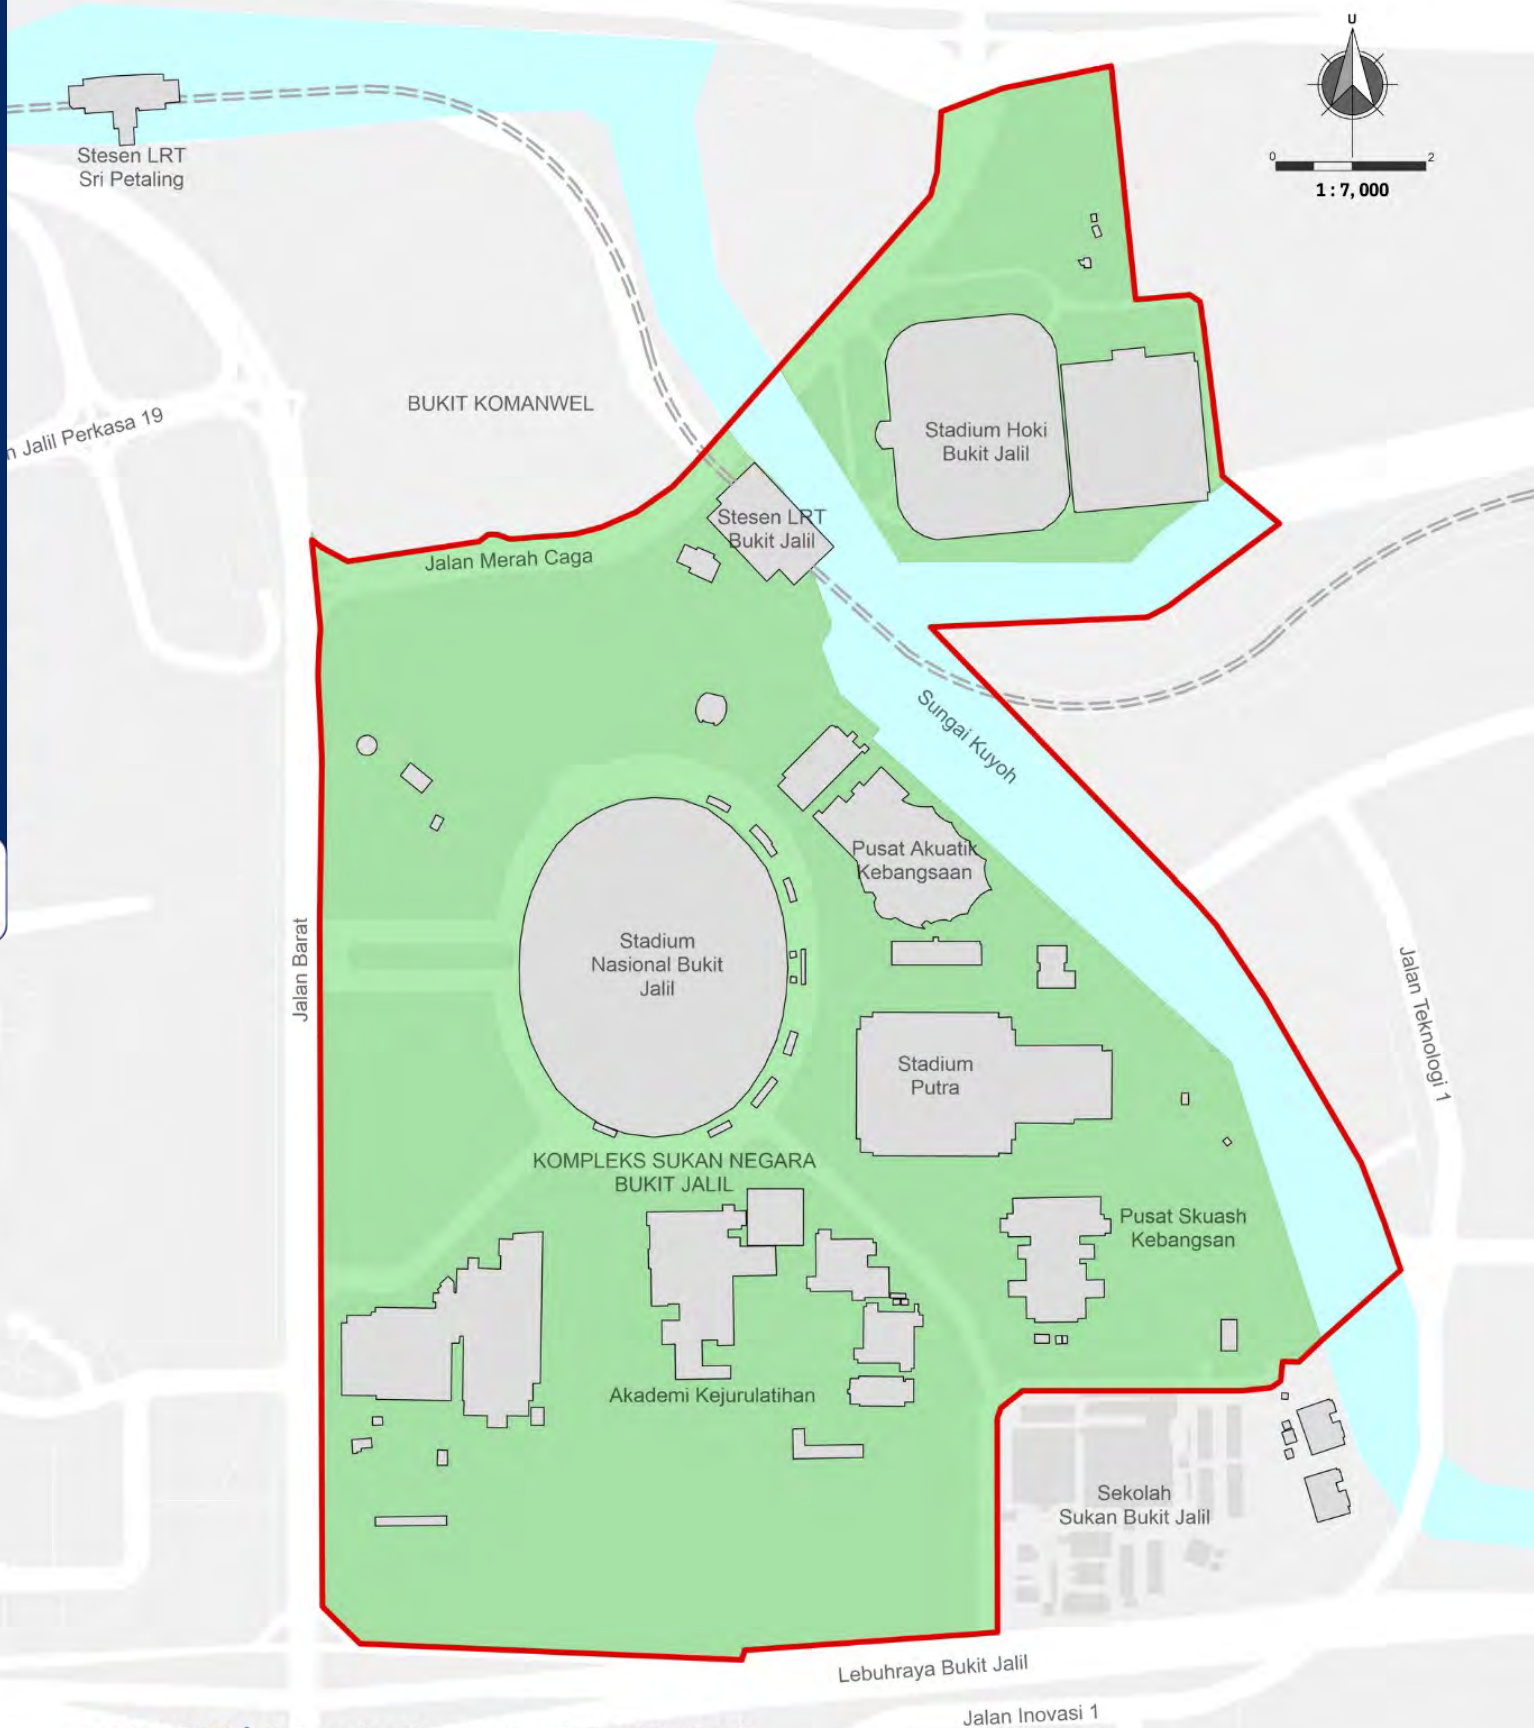 U
0 2
1 : 7, 000
Stesen LRT
Sri Petaling
BUKIT KOMANWEL
Jalil Perkasa 19
Stadium Hoki
Bukit Jalil
Stesen LRT
Bukit Jalil
Jalan Merah Caga
Sungai Kuyoh
Pusat Akuatik
Kebangsaan
Jalan Barat
Stadium
Nasional Bukit
Jalil
Jalan Teknologi 1
Stadium
Putra
KOMPLEKS SUKAN NEGARA
BUKIT JALIL
Pusat Skuash
Kebangsan
Akademi Kejurulatihan
Sekolah
Sukan Bukit Jalil
Lebuhraya Bukit Jalil
Jalan Inovasi 1